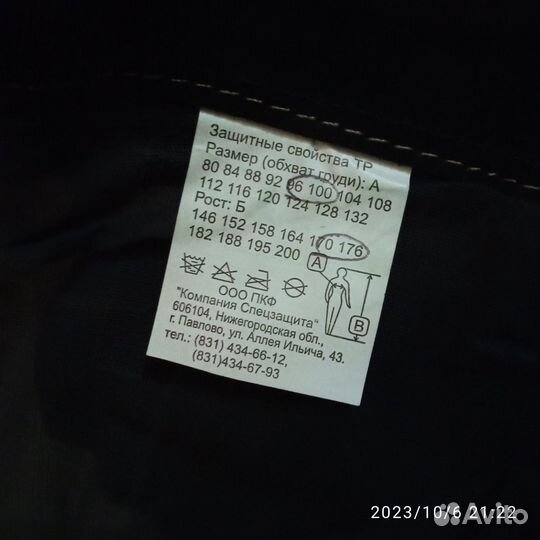 Защитные свойства ТР
Размер (обхват груди): А
80 84 88 92 96 100 104 108
112 116 120 124 128 132
Рост: Б
146 152 158 164 170 176
182 188 195 200
А
В
ООО ПКФ
"Компания Спецзащита"
606104, Нижегородская обл.,
г. Павлово, ул. Аллея Ильича, 43.
тел.: (831) 434-66-12,
(831)434-67-93
2023/10/6 21:22
Avito